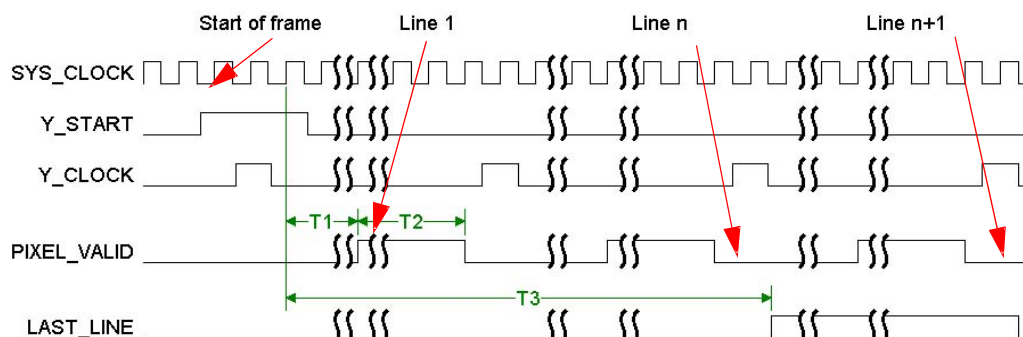 Start of frame Line 1 Line n Line n+1
SYS_CLOCK
Y_START
Y_CLOCK
T1 T2
PIXEL_VALID
T3
LAST_LINE